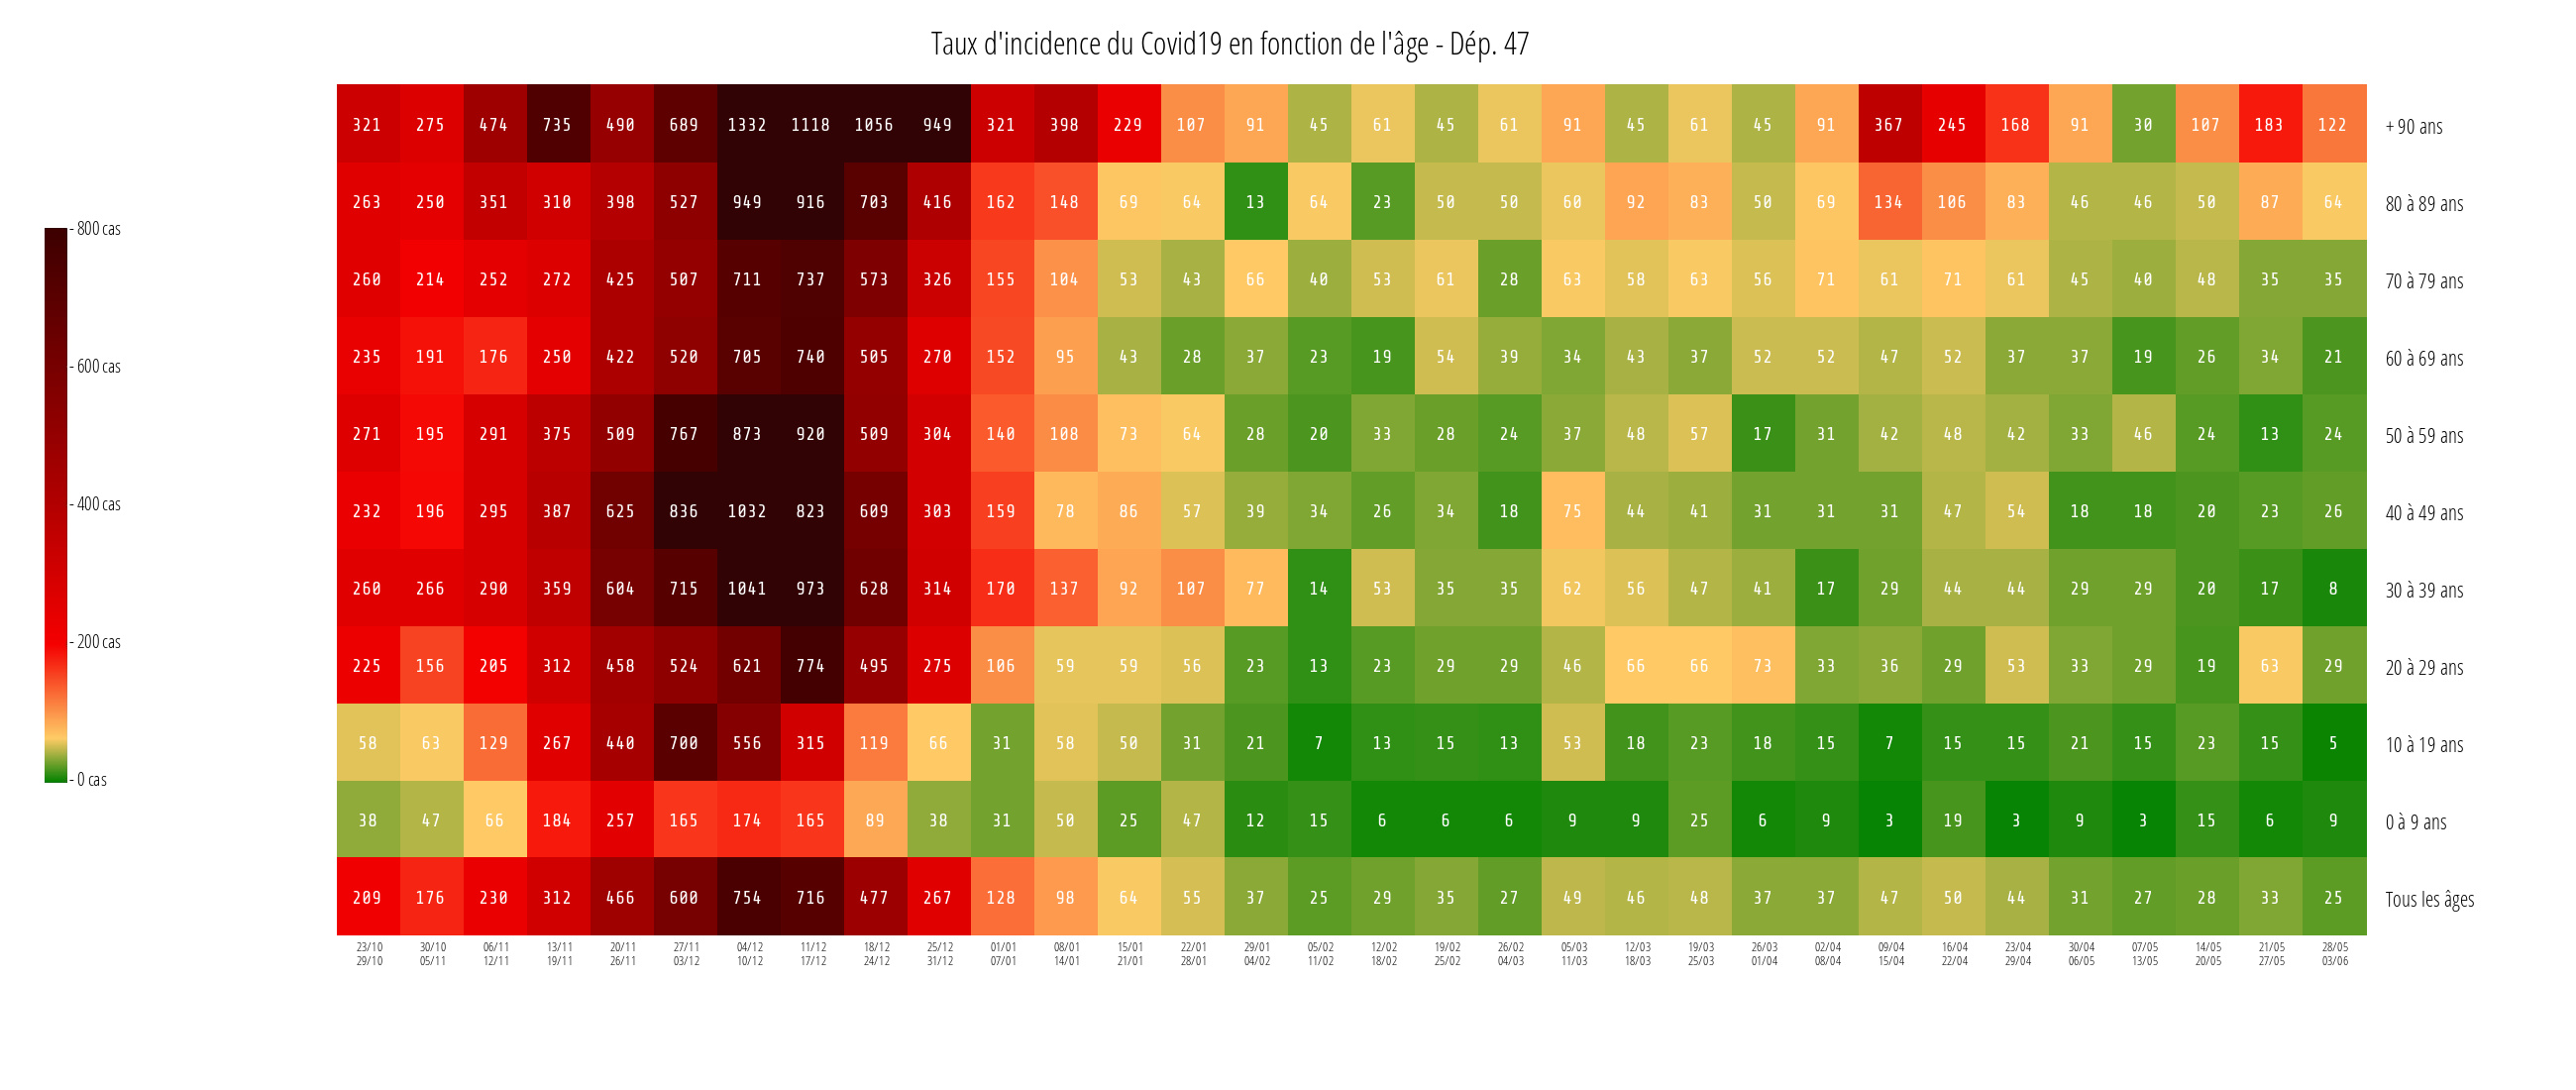 Taux d'incidence du Covid19 en fonction de l'âge - Dép. 47
321 275 474 735 490 689 1332 1118 1056 949 321 398 229 107 91 45 61 45 61 91 45 61 45 91 367 245 168 91 30 107 183 122 + 90 ans
263 250 351 310 398 527 949 916 703 416 162 148 69 64 13 64 23 50 50 60 92 83 50 69 134 106 83 46 46 50 87 64 80 à 89 ans
- 800 cas
260 214 252 272 425 507 711 737 573 326 155 104 53 43 66 40 53 61 28 63 58 63 56 71 61 71 61 45 40 48 35 35 70 à 79 ans
235 191 176 250 422 520 705 740 505 270 152 95 43 28 37 23 19 54 39 34 43 37 52 52 47 52 37 37 19 26 34 21 60 à 69 ans
- 600 cas
271 195 291 375 509 767 873 920 509 304 140 108 73 64 28 20 33 28 24 37 48 57 17 31 42 48 42 33 46 24 13 24 50 à 59 ans
- 400 cas
232 196 295 387 625 836 1032 823 609 303 159 78 86 57 39 34 26 34 18 75 44 41 31 31 31 47 54 18 18 20 23 26 40 à 49 ans
260 266 290 359 604 715 1041 973 628 314 170 137 92 107 77 14 53 35 35 62 56 47 41 17 29 44 44 29 29 20 17 8 30 à 39 ans
- 200 cas
225 156 205 312 458 524 621 774 495 275 106 59 59 56 23 13 23 29 29 46 66 66 73 33 36 29 53 33 29 19 63 29 20 à 29 ans
58 63 129 267 440 700 556 315 119 66 31 58 50 31 21 7 13 15 13 53 18 23 18 15 7 15 15 21 15 23 15 5 10 à 19 ans
- 0 cas
38 47 66 184 257 165 174 165 89 38 31 50 25 47 12 15 6 6 6 9 9 25 6 9 3 19 3 9 3 15 6 9 0 à 9 ans
209 176 230 312 466 600 754 716 477 267 128 98 64 55 37 25 29 35 27 49 46 48 37 37 47 50 44 31 27 28 33 25 Tous les âges
23/10 30/10 06/11 13/11 20/11 27/11 04/12 11/12 18/12 25/12 01/01 08/01 15/01 22/01 29/01 05/02 12/02 19/02 26/02 05/03 12/03 19/03 26/03 02/04 09/04 16/04 23/04 30/04 07/05 14/05 21/05 28/05
29/10 05/11 12/11 19/11 26/11 03/12 10/12 17/12 24/12 31/12 07/01 14/01 21/01 28/01 04/02 11/02 18/02 25/02 04/03 11/03 18/03 25/03 01/04 08/04 15/04 22/04 29/04 06/05 13/05 20/05 27/05 03/06